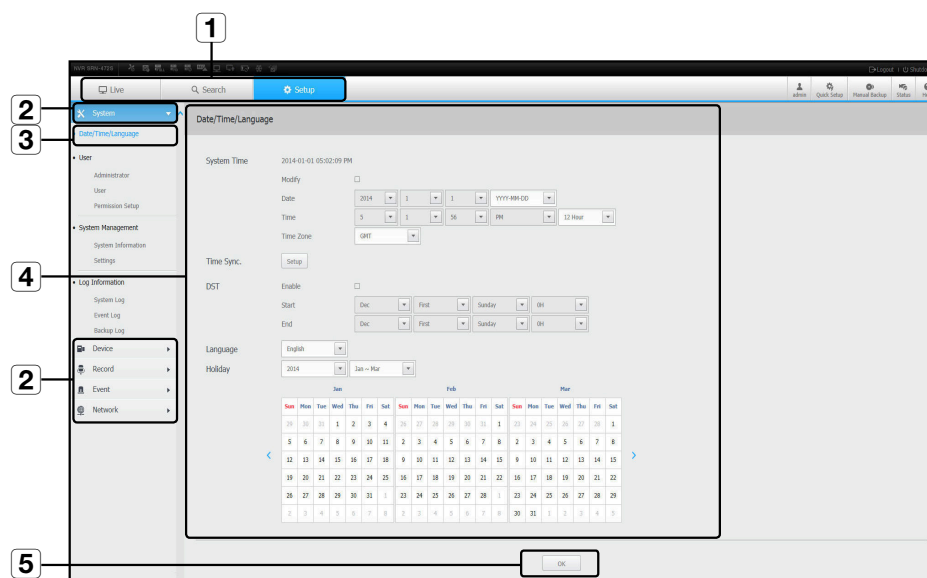 1
NVR SRN-472S
Logout | Shutd
Live Search Setup
admin Quick Setup Manual Backup Status
2 System
3 Date/Time/Language
Date/Time/Language
User
Administrator
User
Permission Setup
System Management
System Information
Settings
4
Log Information
System Log
Event Log
Backup Log
2
Device
Record
Event
Network
System Time 2014-01-01 05:02:09 PM
Modify
Date 2014 1 1 YYYY-MM-DD
Time 5 1 56 PM 12 Hour
Time Zone GMT
Time Sync. Setup
DST Enable
Start Dec First Sunday 0H
End Dec First Sunday 0H
Language English
Holiday 2014 Jan ~ Mar
Jan Feb Mar
Sun Mon Tue Wed Thu Fri Sat Sun Mon Tue Wed Thu Fri Sat Sun Mon Tue Wed Thu Fri Sat
29 30 31 1 2 3 4 26 27 28 29 30 31 1 23 24 25 26 27 28 1
5 6 7 8 9 10 11 2 3 4 5 6 7 8 2 3 4 5 6 7 8
12 13 14 15 16 17 18 9 10 11 12 13 14 15 9 10 11 12 13 14 15
19 20 21 22 23 24 25 16 17 18 19 20 21 22 16 17 18 19 20 21 22
26 27 28 29 30 31 1 23 24 25 26 27 28 1 23 24 25 26 27 28 29
2 3 4 5 6 7 8 2 3 4 5 6 7 8 30 31 1 2 3 4 5
5 OK